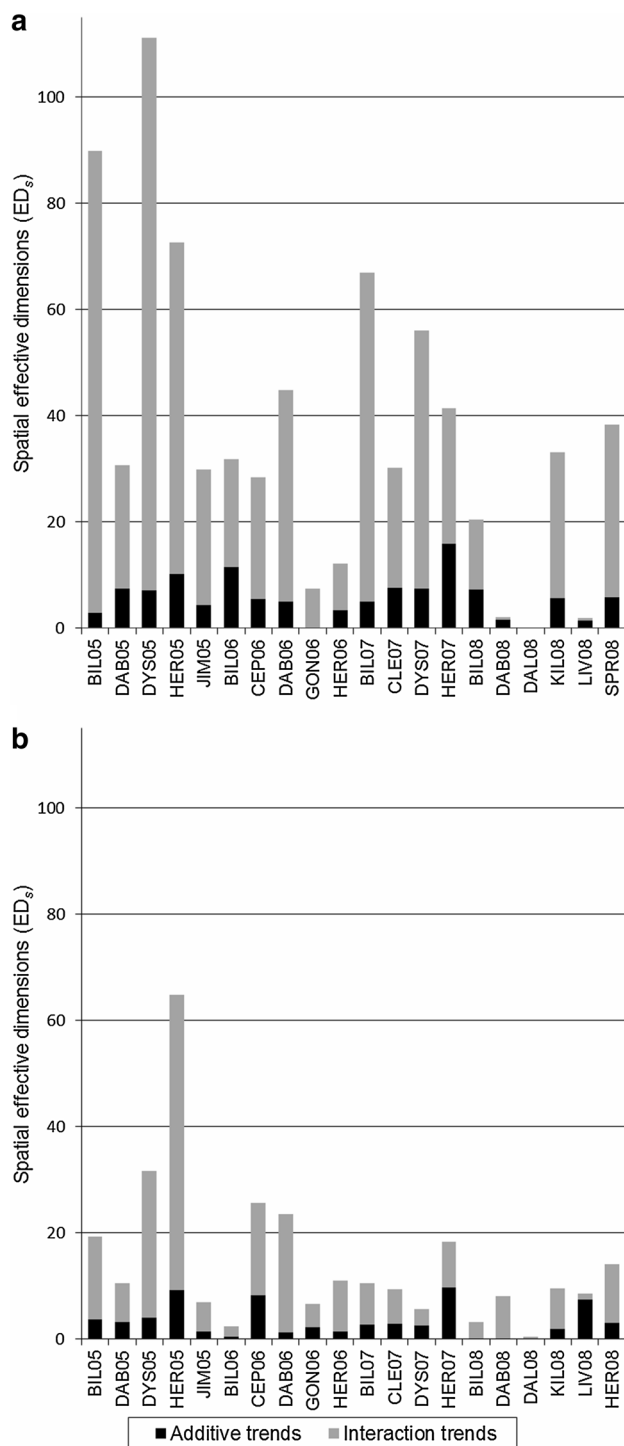 a
Spatial effective dimensions (EDs)
100
80
60
40
20
0
BIL05 DAB05 DYS05 HER05 JIM05 BIL06 CEP06 DAB06 GON06 HER06 BIL07 CLE07 DYS07 HER07 BIL08 DAB08 DAL08 KIL08 LIV08 SPR08
b
Spatial effective dimensions (EDs)
100
80
60
40
20
0
BIL05 DAB05 DYS05 HER05 JIM05 BIL06 CEP06 DAB06 GON06 HER06 BIL07 CLE07 DYS07 HER07 BIL08 DAB08 DAL08 KIL08 LIV08 HER08
Additive trends Interaction trends